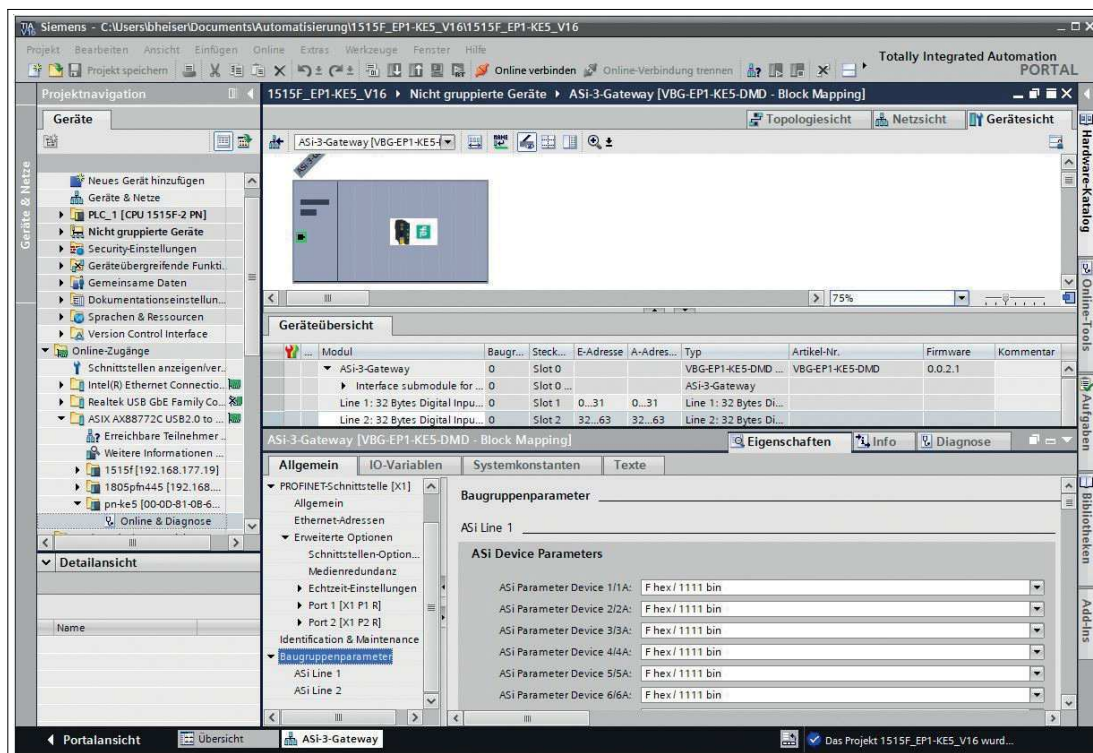 Siemens - C:\Users\bheiser\Documents\Automatisierung\1515F_EP1-KE5_V16\1515F_EP1-KE5_V16
Projekt Bearbeiten Ansicht Einfügen Online Extras Werkzeuge Fenster Hilfe
Projekt speichern
Online verbinden
Online-Verbindung trennen
Totally Integrated Automation
PORTAL
Projektnavigation
1515F_EP1-KE5_V16 Nicht gruppierte Geräte ASi-3-Gateway [VBG-EP1-KE5-DMD - Block Mapping]
Geräte
Topologiesicht
Netzsicht
Gerätesicht
ASi-3-Gateway [VBG-EP1-KE5-
Geräte & Netze
Neues Gerät hinzufügen
Geräte & Netze
PLC_1 [CPU 1515F-2 PN]
Nicht gruppierte Geräte
Security-Einstellungen
Geräteübergreifende Funkti..
Gemeinsame Daten
Dokumentationseinstellun...
Sprachen & Ressourcen
Version Control Interface
Online-Zugänge
Schnittstellen anzeigen/ver..
Intel(R) Ethernet Connectio..
Realtek USB GbE Family Co..
ASIX AX88772C USB2.0 to ...
Erreichbare Teilnehmer ..
Weitere Informationen ...
1515f [192.168.177.19]
1805pfn445 [192.168....
pn-ke5 [00-0D-81-0B-6...
Online & Diagnose
Detailansicht
Name
75%
Geräteübersicht
... Modul Baugr... Steck... E-Adresse A-Adres... Typ Artikel-Nr. Firmware Kommentar
ASi-3-Gateway 0 Slot 0 VBG-EP1-KE5-DMD ... VBG-EP1-KE5-DMD 0.0.2.1
Interface submodule for ... 0 Slot 0 ... ASi-3-Gateway
Line 1: 32 Bytes Digital Inpu... 0 Slot 1 0...31 0...31 Line 1: 32 Bytes Di...
Line 2: 32 Bytes Digital Inpu... 0 Slot 2 32...63 32...63 Line 2: 32 Bytes Di...
ASi-3-Gateway [VBG-EP1-KE5-DMD - Block Mapping]
Eigenschaften
Info
Diagnose
Allgemein
IO-Variablen
Systemkonstanten
Texte
PROFINET-Schnittstelle [X1]
Allgemein
Ethernet-Adressen
Erweiterte Optionen
Schnittstellen-Option...
Medienredundanz
Echtzeit-Einstellungen
Port 1 [X1 P1 R]
Port 2 [X1 P2 R]
Identification & Maintenance
Baugruppenparameter
ASi Line 1
ASi Line 2
Baugruppenparameter
ASi Line 1
ASi Device Parameters
ASi Parameter Device 1/1A: F hex / 1111 bin
ASi Parameter Device 2/2A: F hex / 1111 bin
ASi Parameter Device 3/3A: F hex / 1111 bin
ASi Parameter Device 4/4A: F hex / 1111 bin
ASi Parameter Device 5/5A: F hex / 1111 bin
ASi Parameter Device 6/6A: F hex / 1111 bin
Hardware-Katalog
Online-Tools
Aufgaben
Bibliotheken
Add-Ins
Portalansicht
Übersicht
ASi-3-Gateway
Das Projekt 1515F_EP1-KE5_V16 wurd...